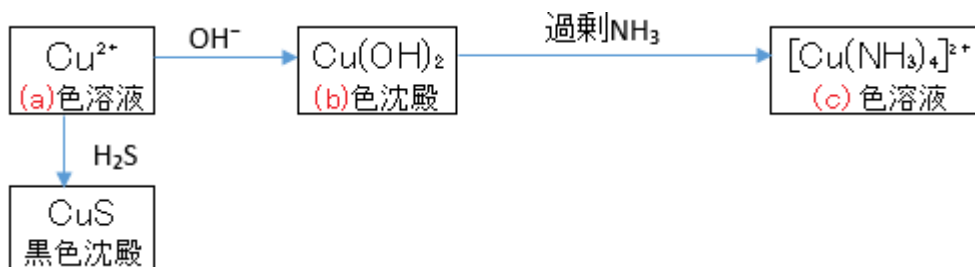 Cu²⁺
(a)色溶液
OH⁻
Cu(OH)₂
(b)色沈殿
過剰NH₃
[Cu(NH₃)₄]²⁺
(c)色溶液
H₂S
CuS
黒色沈殿